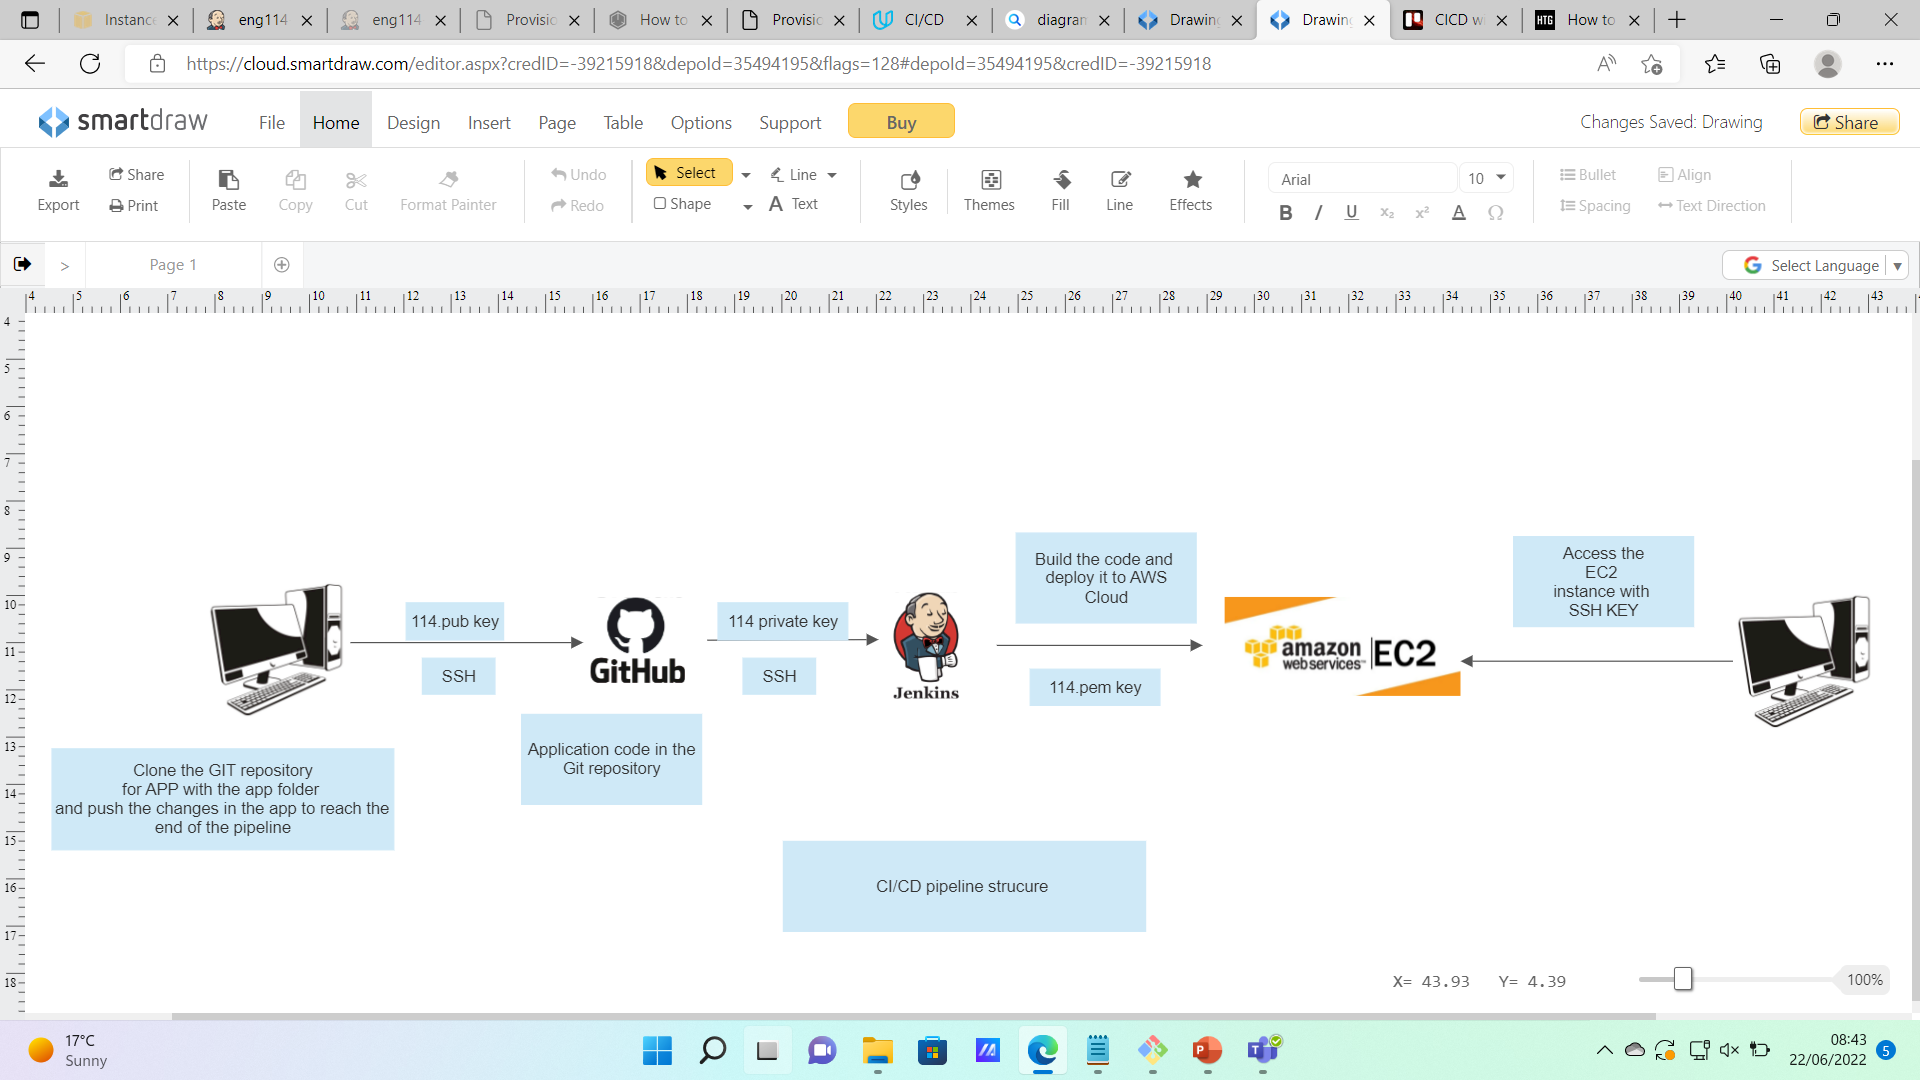 Instance
eng114
eng114
Provisio
How to
Provisio
CI/CD
diagram
Drawing
Drawing
CICD wi
HTG
How to
https://cloud.smartdraw.com/editor.aspx?credID=-39215918&depoId=35494195&flags=128#depoId=35494195&credID=-39215918
smartdraw
File Home Design Insert Page Table Options Support Buy
Changes Saved: Drawing
Share
Export
Share
Print
Paste Copy Cut Format Painter
Undo
Redo
Select
Shape
Line
A Text
Styles Themes Fill Line Effects
Arial 10
B I U x₂ x² A Ω
Bullet Align
Spacing Text Direction
> Page 1
G Select Language
4 5 6 7 8 9 10 11 12 13 14 15 16 17 18 19 20 21 22 23 24 25 26 27 28 29 30 31 32 33 34 35 36 37 38 39 40 41 42 43
4
5
6
7
8
9
10
11
12
13
14
15
16
17
18
114.pub key
SSH
GitHub
114 private key
SSH
Jenkins
Build the code and
deploy it to AWS
Cloud
114.pem key
amazon
webservices™
EC2
Access the
EC2
instance with
SSH KEY
Clone the GIT repository
for APP with the app folder
and push the changes in the app to reach the
end of the pipeline
Application code in the
Git repository
CI/CD pipeline strucure
X= 43.93 Y= 4.39
100%
17°C
Sunny
08:43
22/06/2022
5